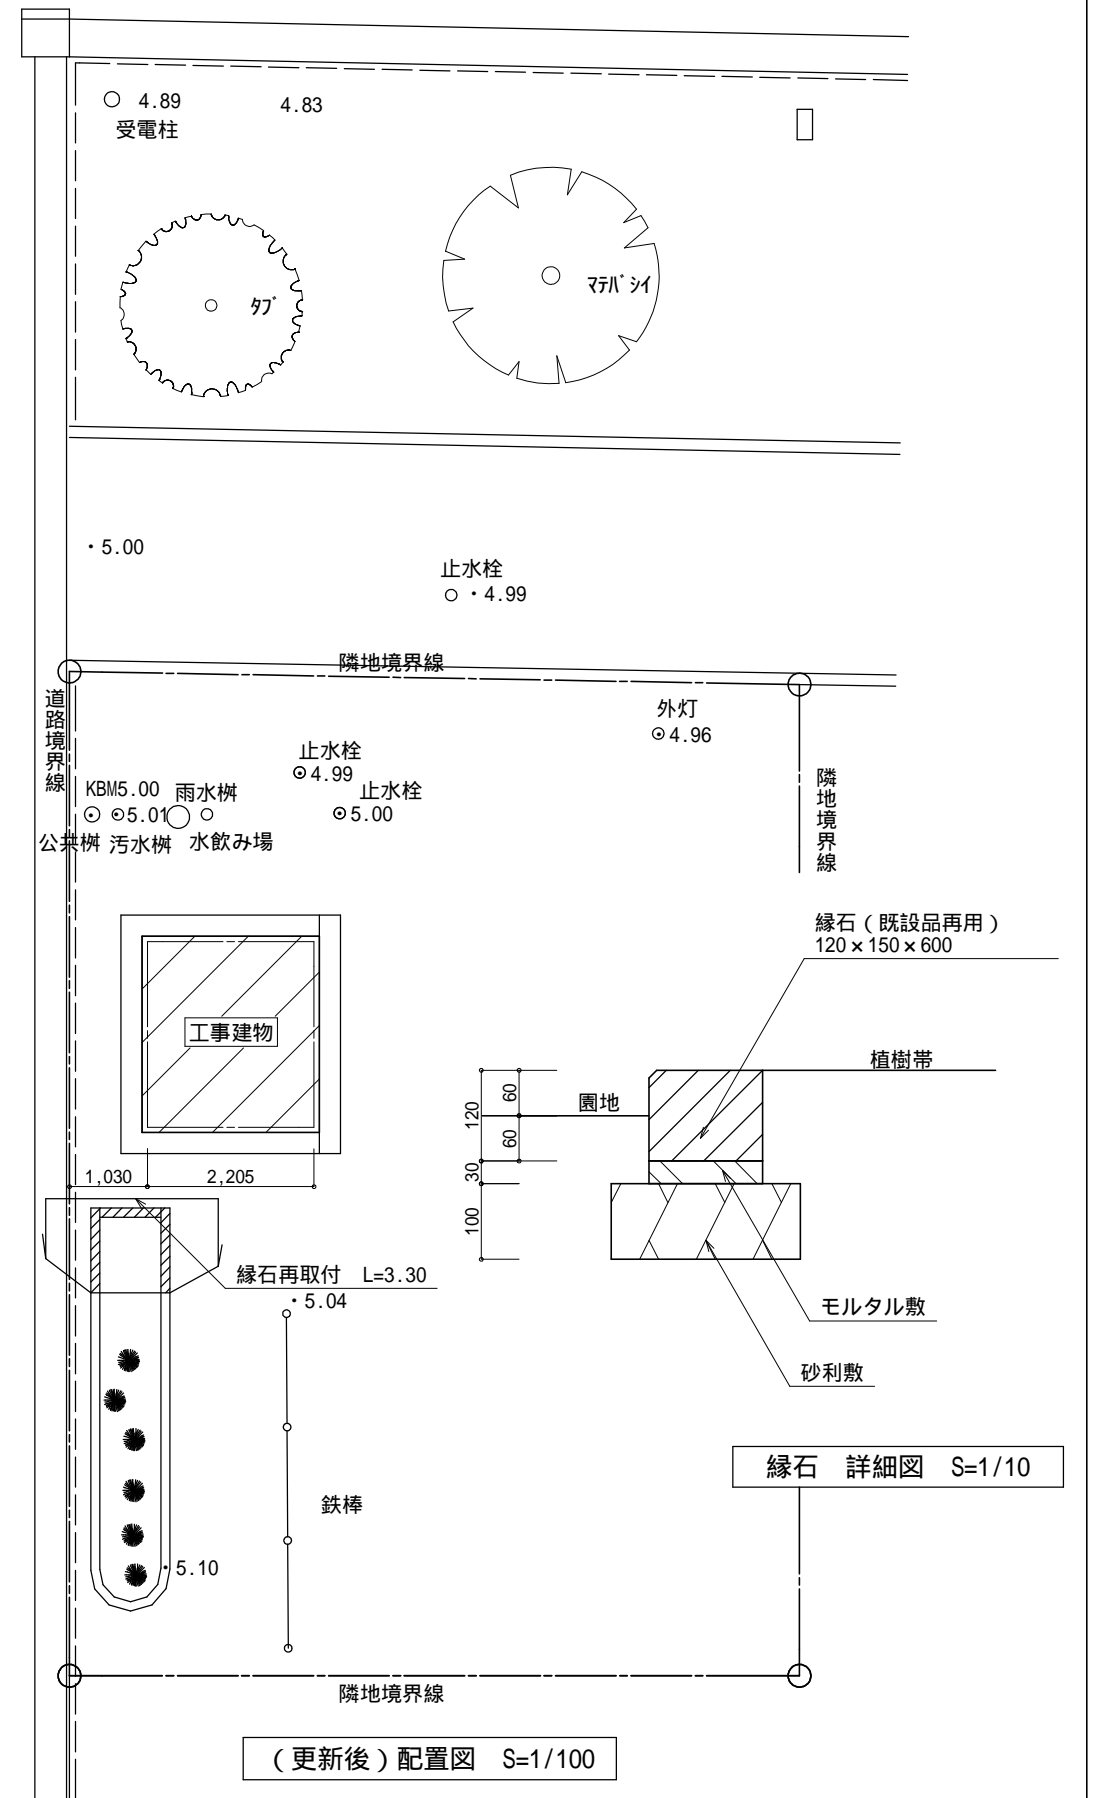 4.89
4.83
受電柱
ﾀﾌﾞ
ﾏﾃﾊﾞｼｲ
・5.00
止水栓
・4.99
隣地境界線
道路境界線
外灯
4.96
止水栓
4.99
止水栓
5.00
KBM5.00
雨水桝
5.01
公共桝
汚水桝
水飲み場
隣地境界線
縁石（既設品再用）
120×150×600
工事建物
植樹帯
園地
120
60
60
30
100
1,030
2,205
縁石再取付　L=3.30
・5.04
モルタル敷
砂利敷
縁石　詳細図　S=1/10
鉄棒
・5.10
隣地境界線
（更新後）配置図　S=1/100